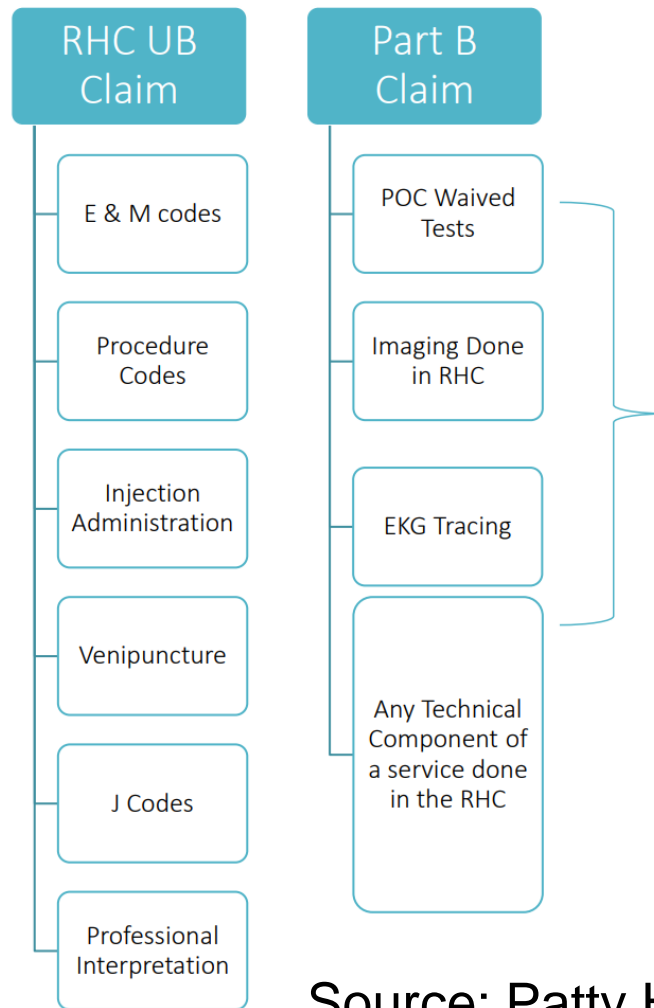 RHC UB
Claim
E & M codes
Procedure
Codes
Injection
Administration
Venipuncture
J Codes
Professional
Interpretation
Part B
Claim
POC Waived
Tests
Imaging Done
in RHC
EKG Tracing
Any Technical
Component of
a service done
in the RHC
Source: Patty